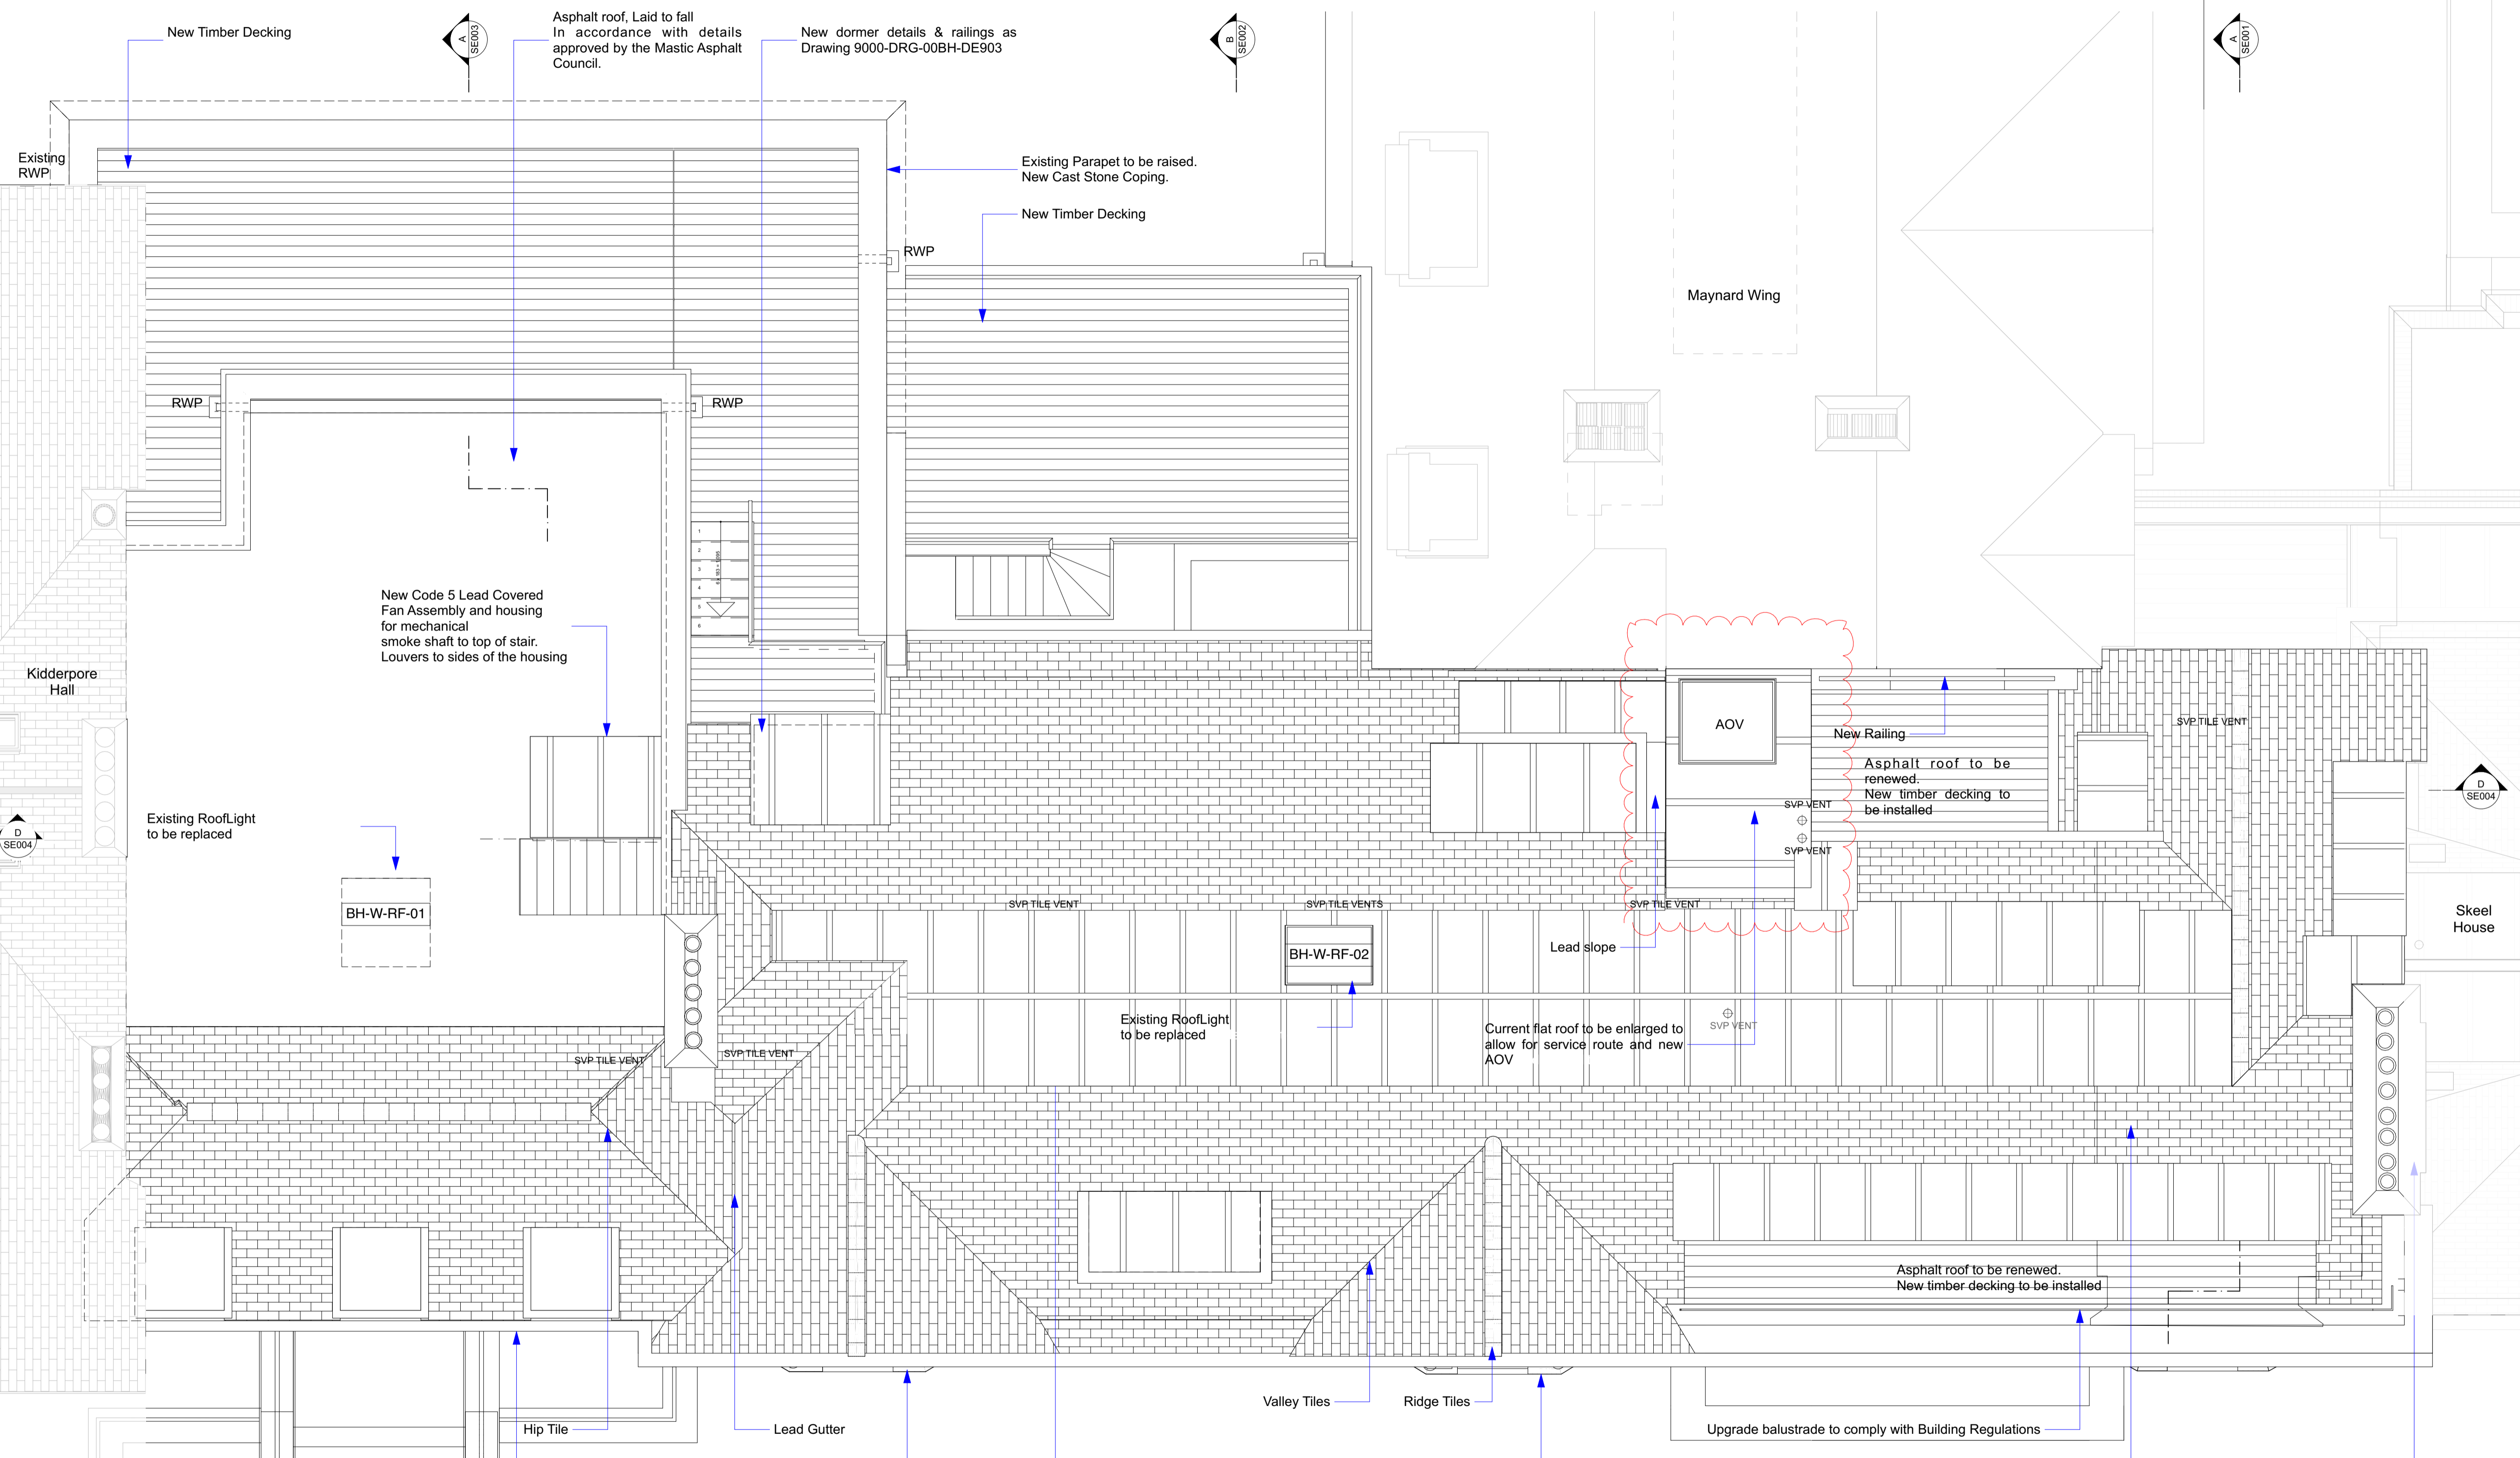 New Timber Decking
A
SE003
Asphalt roof, Laid to fall
In accordance with details
approved by the Mastic Asphalt
Council.
New dormer details & railings as
Drawing 9000-DRG-00BH-DE903
B
SE002
A
SE001
Existing
RWP
Existing Parapet to be raised.
New Cast Stone Coping.
New Timber Decking
RWP
Maynard Wing
RWP
RWP
1
2
3
4
5
6
New Code 5 Lead Covered
Fan Assembly and housing
for mechanical
smoke shaft to top of stair.
Louvers to sides of the housing
Kidderpore
Hall
AOV
New Railing
SVP TILE VENT
Asphalt roof to be
renewed.
New timber decking to
be installed
SVP VENT
SVP VENT
D
SE004
D
SE004
Existing RoofLight
to be replaced
BH-W-RF-01
SVP TILE VENT
SVP TILE VENTS
SVP TILE VENT
Skeel
House
Lead slope
BH-W-RF-02
Existing RoofLight
to be replaced
Current flat roof to be enlarged to
allow for service route and new
AOV
SVP VENT
SVP TILE VENT
SVP TILE VENT
Asphalt roof to be renewed.
New timber decking to be installed
Valley Tiles
Ridge Tiles
Hip Tile
Lead Gutter
Upgrade balustrade to comply with Building Regulations